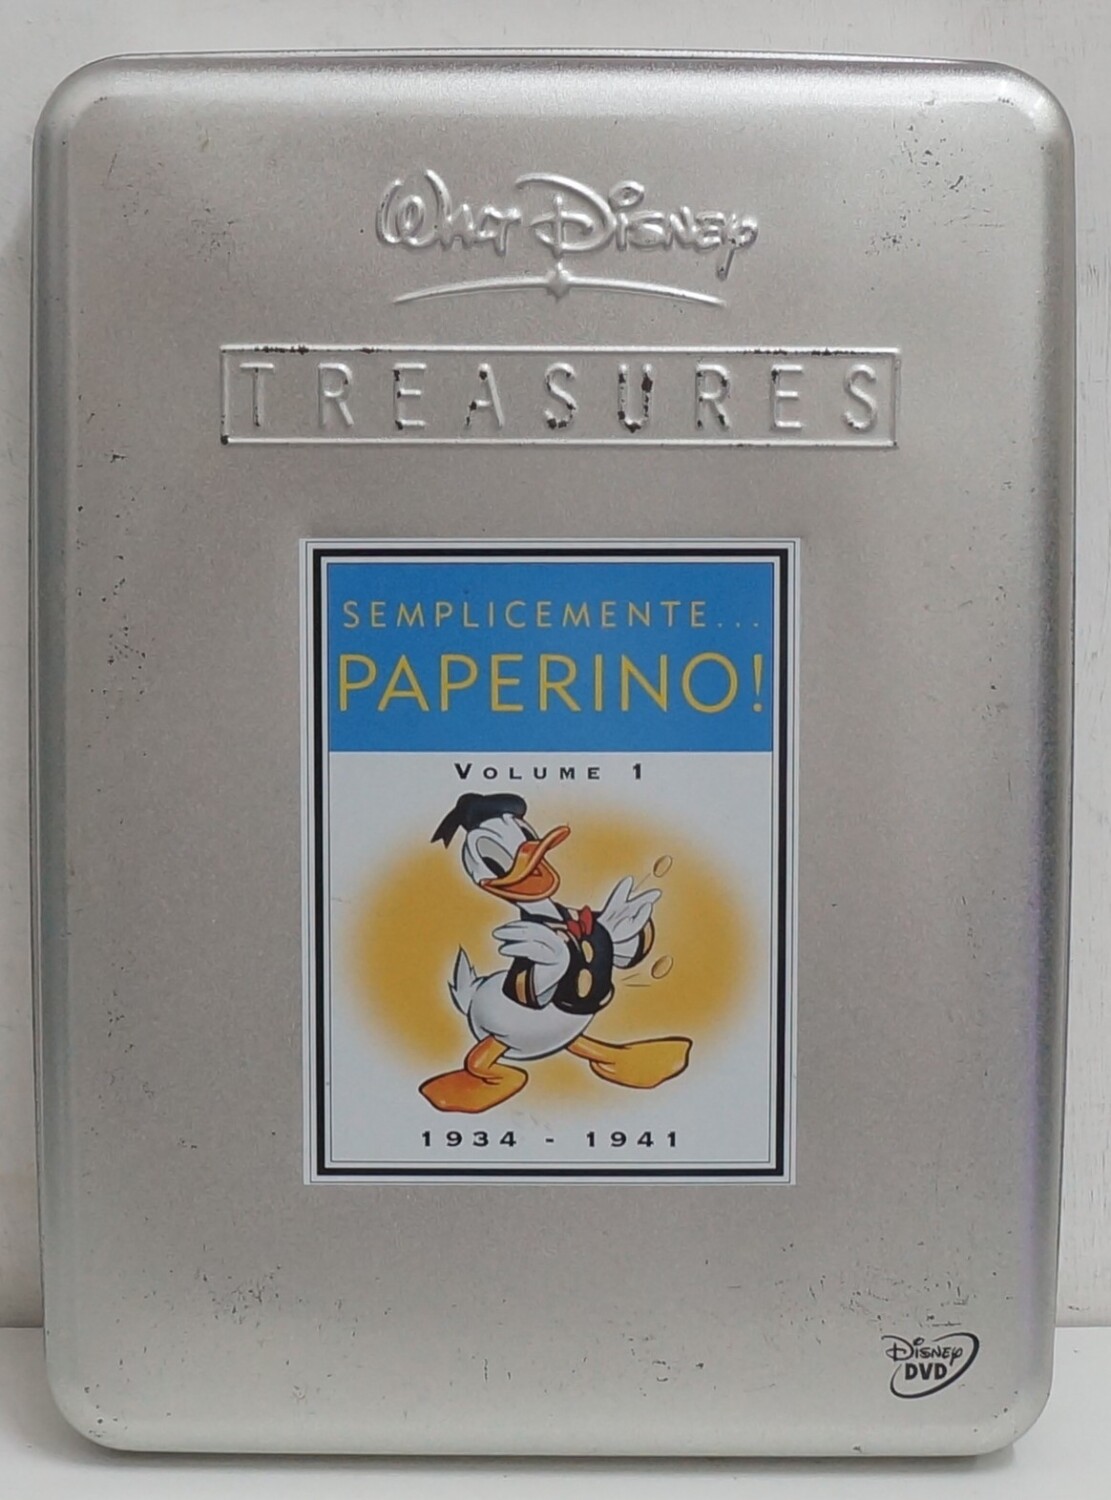 Walt Disney
TREASURES
SEMPLICEMENTE...
PAPERINO!
VOLUME 1
1934 - 1941
Disney
DVD